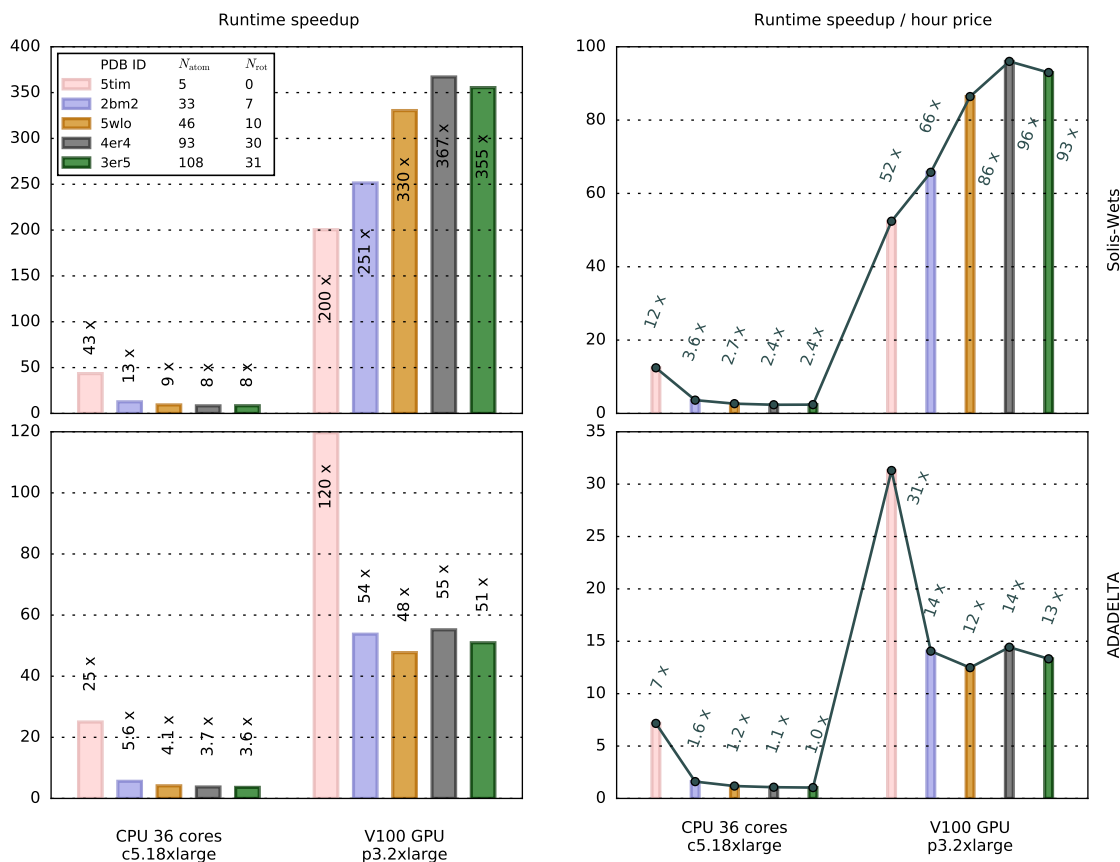 Runtime speedup
400
350
300
250
200
150
100
50
0
PDB ID N_atom N_rot
5tim 5 0
2bm2 33 7
5wlo 46 10
4er4 93 30
3er5 108 31
43 x
13 x
9 x
8 x
8 x
200 x
251 x
330 x
367 x
355 x
Runtime speedup / hour price
100
80
60
40
20
0
12 x
3.6 x
2.7 x
2.4 x
2.4 x
52 x
66 x
86 x
96 x
93 x
Solis-Wets
120
100
80
60
40
20
0
25 x
5.6 x
4.1 x
3.7 x
3.6 x
120 x
54 x
48 x
55 x
51 x
CPU 36 cores
c5.18xlarge
V100 GPU
p3.2xlarge
35
30
25
20
15
10
5
0
7 x
1.6 x
1.2 x
1.1 x
1.0 x
31 x
14 x
12 x
14 x
13 x
ADADELTA
CPU 36 cores
c5.18xlarge
V100 GPU
p3.2xlarge